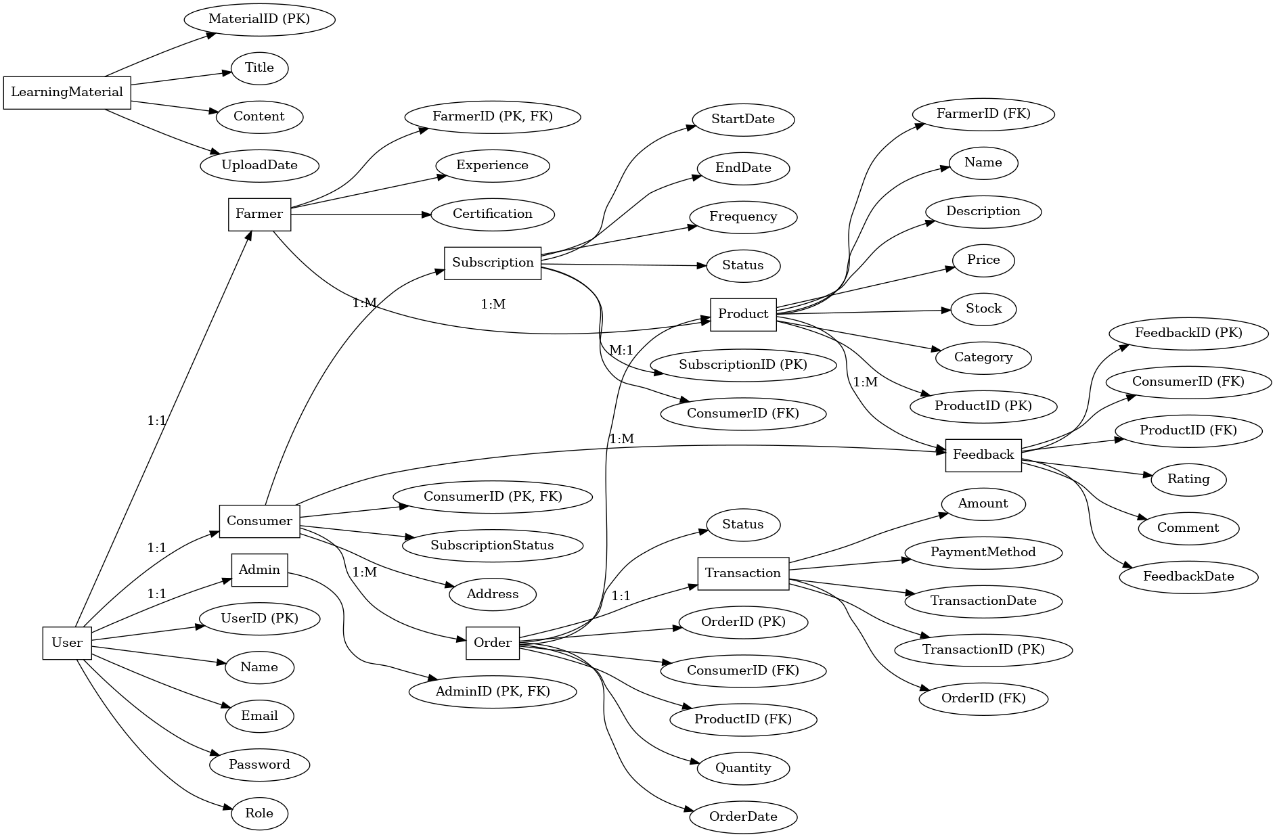 MaterialID (PK)
Title
LearningMaterial
Content
UploadDate
FarmerID (PK, FK)
Experience
Farmer
Certification
StartDate
EndDate
Frequency
Subscription
Status
FarmerID (FK)
Name
Description
Price
Product
Stock
Category
ProductID (PK)
1:M
1:M
M:1
SubscriptionID (PK)
ConsumerID (FK)
1:M
FeedbackID (PK)
ConsumerID (FK)
ProductID (FK)
Feedback
Rating
Comment
FeedbackDate
1:1
1:M
ConsumerID (PK, FK)
Consumer
SubscriptionStatus
Address
1:1
1:M
Admin
1:1
UserID (PK)
User
Name
Email
Password
Role
AdminID (PK, FK)
Status
Transaction
1:1
Order
OrderID (PK)
ConsumerID (FK)
ProductID (FK)
Quantity
OrderDate
Amount
PaymentMethod
TransactionDate
TransactionID (PK)
OrderID (FK)